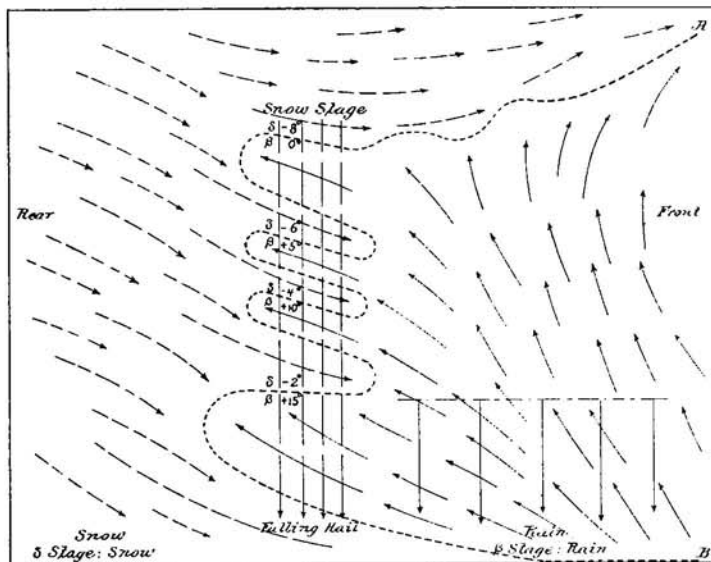 A
Snow Stage
δ -8°
β 0°
Rear
Front
δ -6°
β +5°
δ -4°
β +10°
δ -2°
β +15°
Falling Hail
Snow
δ Stage: Snow
Rain
β Stage: Rain
B